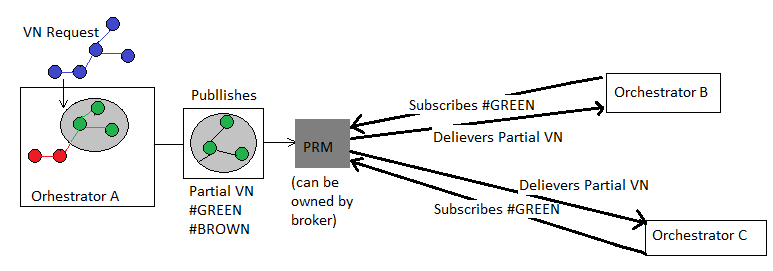 VN Request
Publlishes
Subscribes #GREEN
Orchestrator B
Delievers Partial VN
PRM
Orhestrator A
Partial VN
#GREEN
#BROWN
(can be
owned by
broker)
Delievers Partial VN
Subscribes #GREEN
Orchestrator C